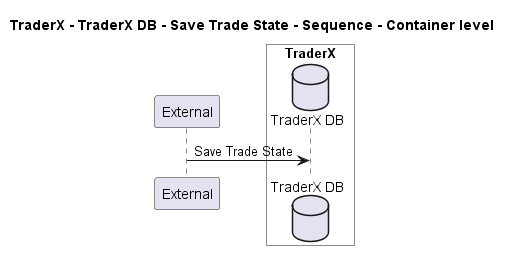 TraderX - TraderX DB - Save Trade State - Sequence - Container level
TraderX
External
TraderX DB
Save Trade State
External
TraderX DB